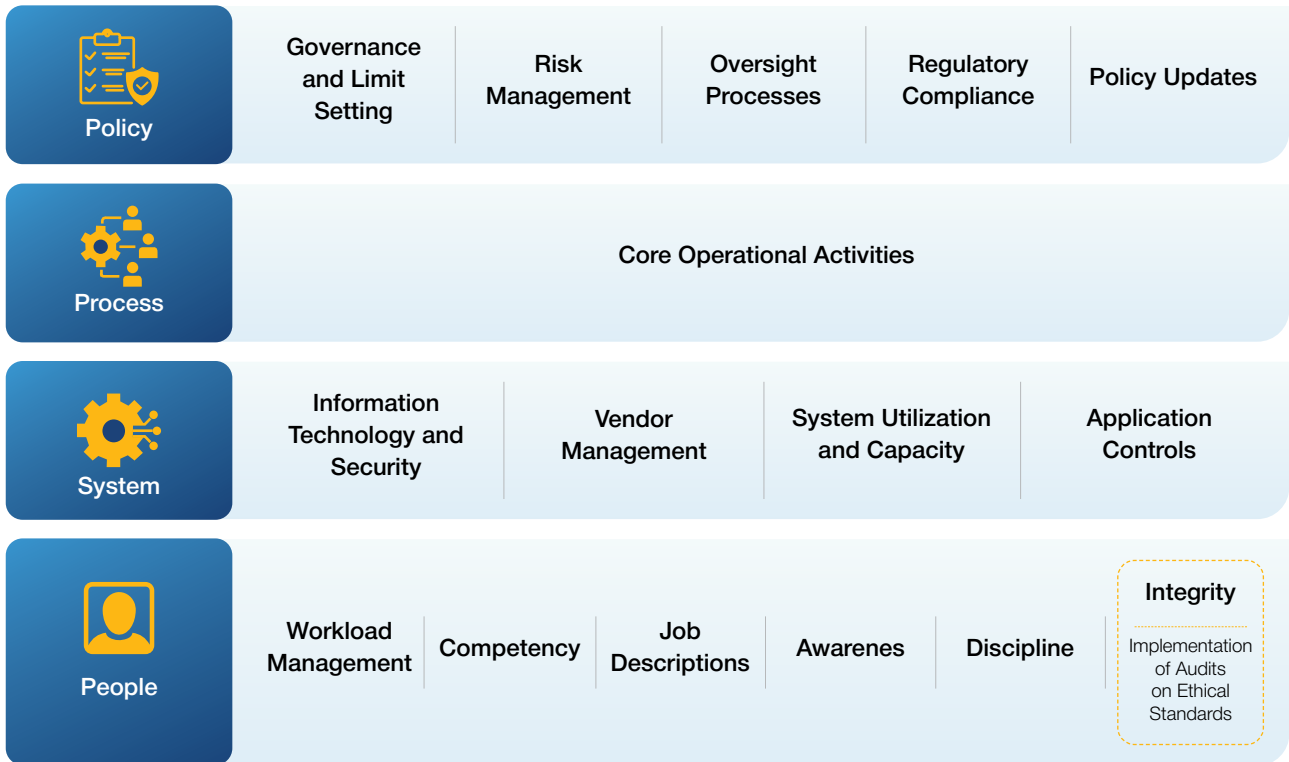 Policy
Governance
and Limit
Setting
Risk
Management
Oversight
Processes
Regulatory
Compliance
Policy Updates
Process
Core Operational Activities
System
Information
Technology and
Security
Vendor
Management
System Utilization
and Capacity
Application
Controls
People
Workload
Management
Competency
Job
Descriptions
Awarenes
Discipline
Integrity
Implementation
of Audits
on Ethical
Standards